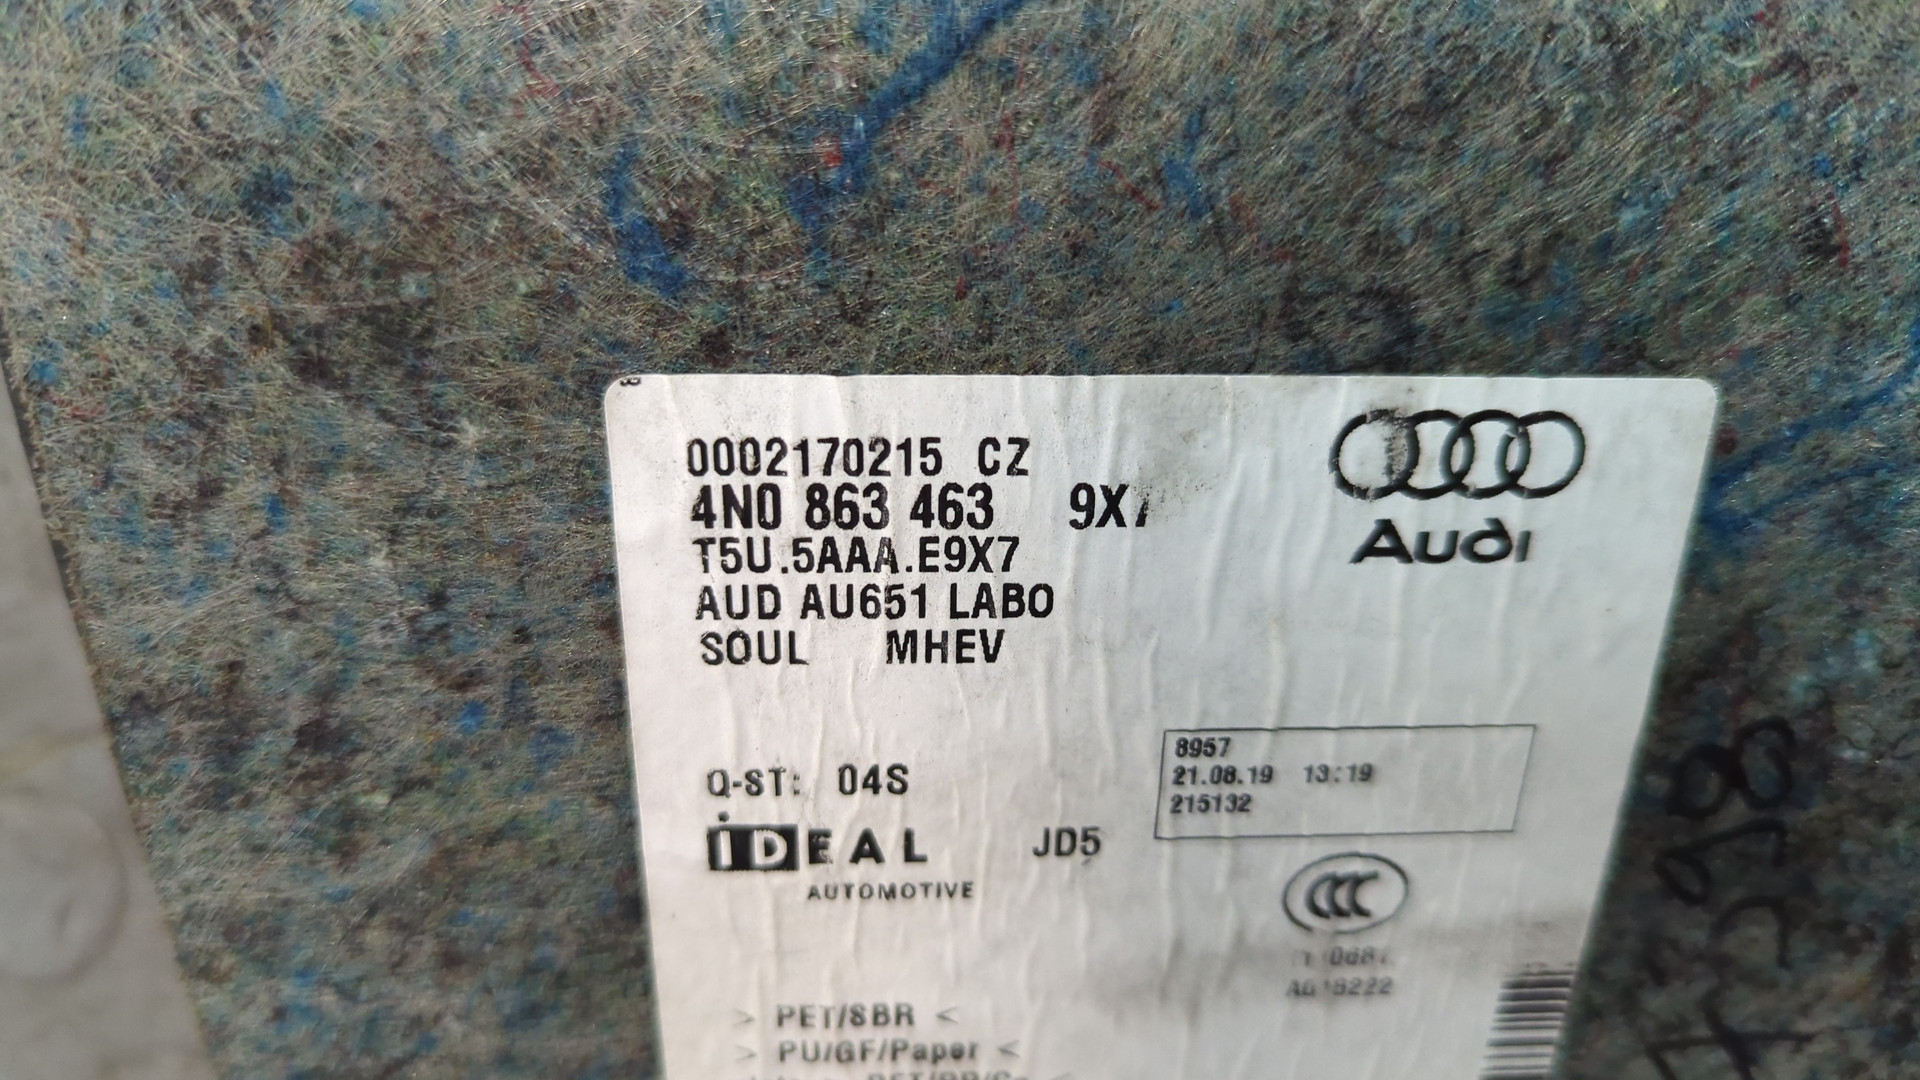 0002170215 CZ
4N0 863 463 9X7
T5U.5AAA.E9X7
AUD AU651 LABO
SOUL MHEV
Audi
8957
21.08.19 13:19
215132
Q-ST: 04S
iDEAL JD5
AUTOMOTIVE
CCC
> PET/SBR <
> PU/GF/Paper <